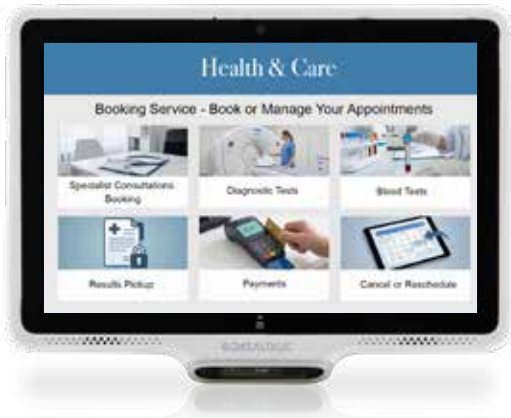 Health & Care
Booking Service - Book or Manage Your Appointments
Specialist Consultations
Booking
Diagnostic Tests
Blood Tests
Results Pickup
Payments
Cancel or Reschedule
DATALOGIC